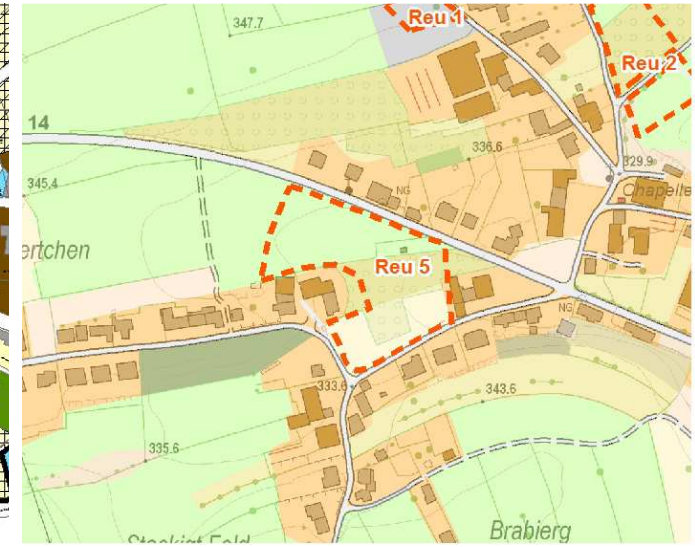 Reu 1
347.7
Reu 2
14
336.6
329.9
Chapelle
345.4
NG
ertchen
Reu 5
NG
333.6
343.6
335.6
Brabierg